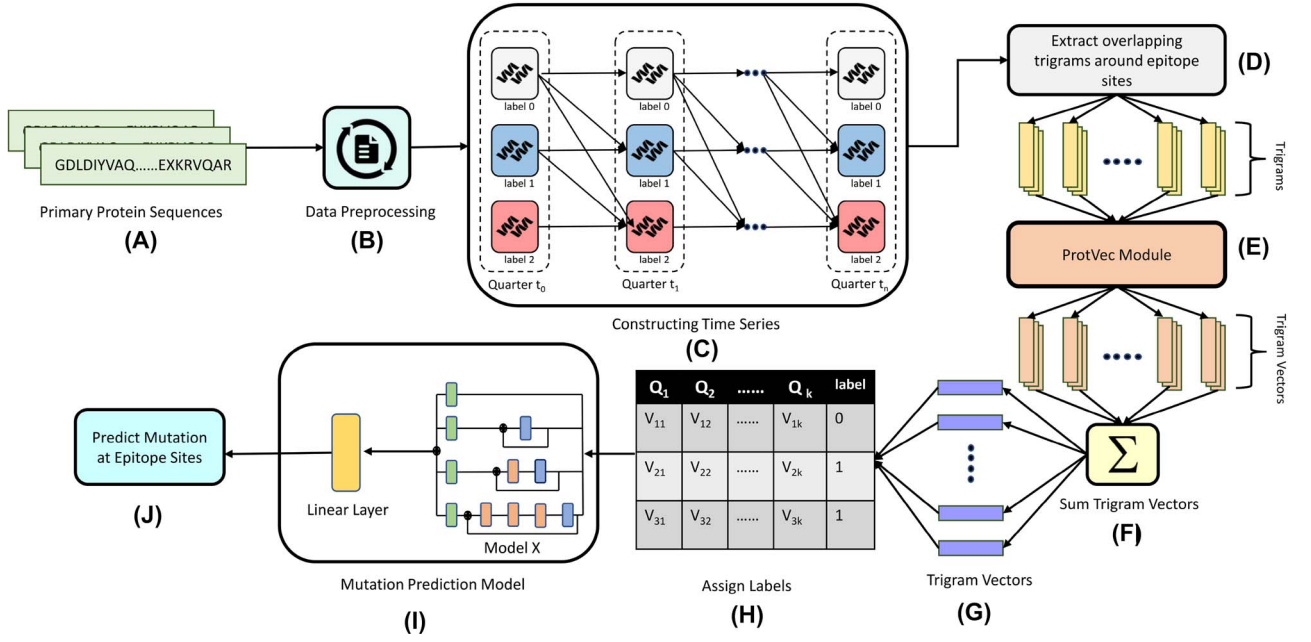 GDLDIYVAQ......EXKRVQAR
Primary Protein Sequences
(A)
Data Preprocessing
(B)
label 0
label 0
label 0
label 1
label 1
label 1
label 2
label 2
label 2
Quarter t0
Quarter t1
Quarter tn
Constructing Time Series
(C)
Extract overlapping
trigrams around epitope
sites
(D)
Trigrams
ProtVec Module
(E)
Trigram Vectors
Σ
Sum Trigram Vectors
(F)
Trigram Vectors
(G)
Q1 Q2 ...... Qk label
V11 V12 ...... V1k 0
V21 V22 ...... V2k 1
V31 V32 ...... V3k 1
Assign Labels
(H)
Linear Layer
Model X
Mutation Prediction Model
(I)
Predict Mutation
at Epitope Sites
(J)